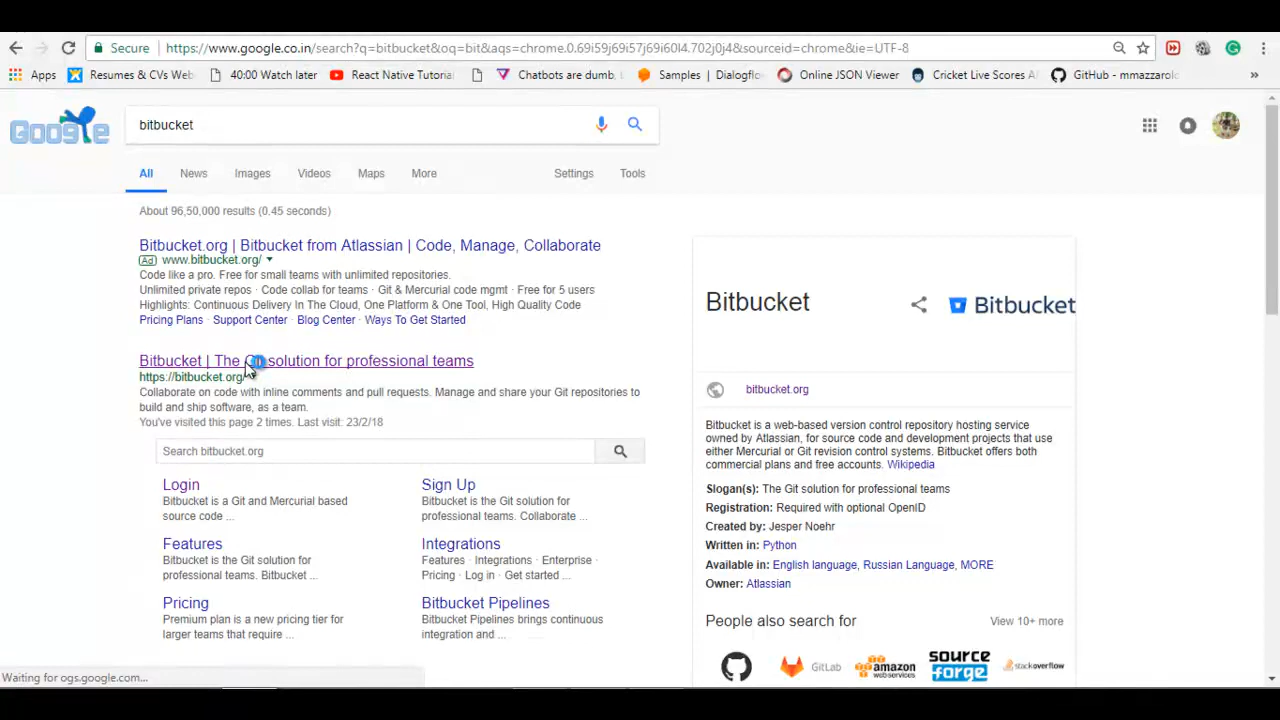 Secure https://www.google.co.in/search?q=bitbucket&oq=bit&aqs=chrome.0.69i59j69i57j69i60l4.702j0j4&sourceid=chrome&ie=UTF-8
Apps Resumes & CVs Web 40:00 Watch later React Native Tutoria Chatbots are dumb, Samples | Dialogflo Online JSON Viewer Cricket Live Scores A GitHub - mmazzarol »
Google bitbucket
All News Images Videos Maps More Settings Tools
About 96,50,000 results (0.45 seconds)
Bitbucket.org | Bitbucket from Atlassian | Code, Manage, Collaborate
Ad www.bitbucket.org/
Code like a pro. Free for small teams with unlimited repositories.
Unlimited private repos · Code collab for teams · Git & Mercurial code mgmt · Free for 5 users
Highlights: Continuous Delivery In The Cloud, One Platform & One Tool, High Quality Code
Pricing Plans · Support Center · Blog Center · Ways To Get Started
Bitbucket | The Git solution for professional teams
https://bitbucket.org/
Collaborate on code with inline comments and pull requests. Manage and share your Git repositories to
build and ship software, as a team.
You've visited this page 2 times. Last visit: 23/2/18
Search bitbucket.org
Login
Bitbucket is a Git and Mercurial based
source code ...
Sign Up
Bitbucket is the Git solution for
professional teams. Collaborate ...
Features
Bitbucket is the Git solution for
professional teams. Bitbucket ...
Integrations
Features · Integrations · Enterprise ·
Pricing · Log in · Get started ...
Pricing
Premium plan is a new pricing tier for
larger teams that require ...
Bitbucket Pipelines
Bitbucket Pipelines brings continuous
integration and ...
Bitbucket
Bitbucket
bitbucket.org
Bitbucket is a web-based version control repository hosting service
owned by Atlassian, for source code and development projects that use
either Mercurial or Git revision control systems. Bitbucket offers both
commercial plans and free accounts. Wikipedia
Slogan(s): The Git solution for professional teams
Registration: Required with optional OpenID
Created by: Jesper Noehr
Written in: Python
Available in: English language, Russian Language, MORE
Owner: Atlassian
People also search for View 10+ more
GitLab amazon webservices SOURCE FORGE stackoverflow
Waiting for ogs.google.com...